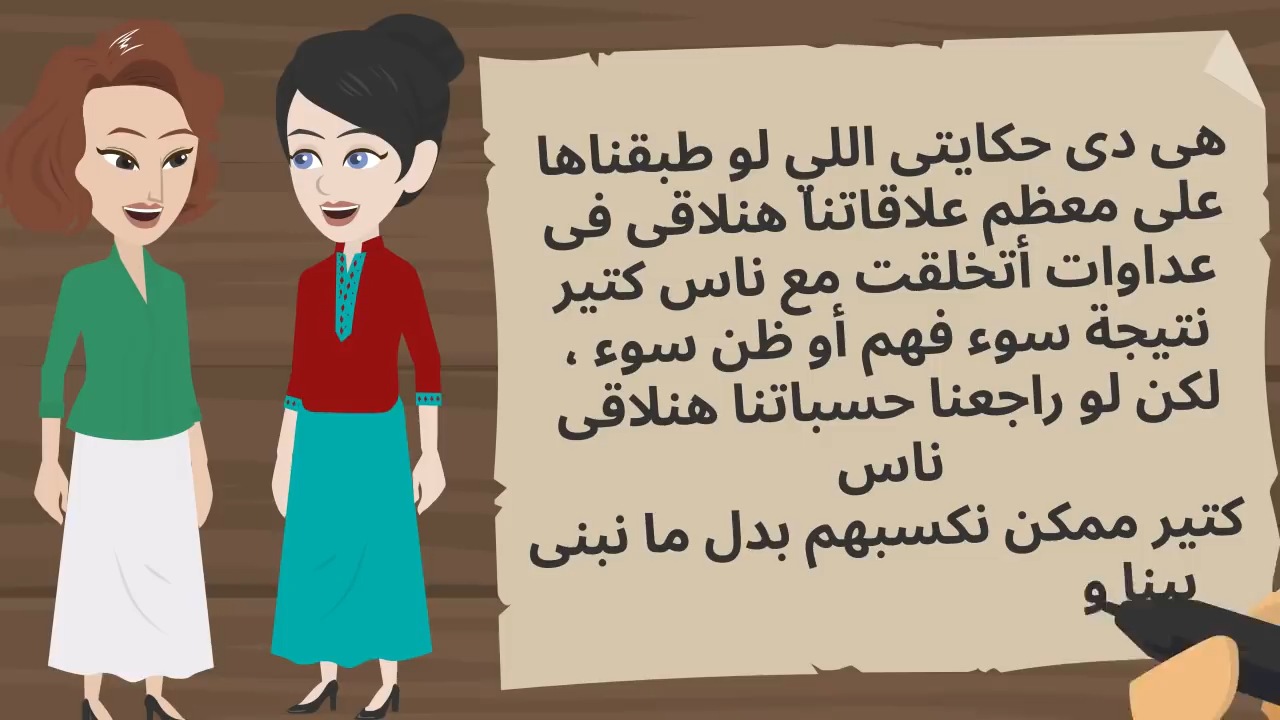 هى دى حكايتى اللي لو طبقناها
على معظم علاقاتنا هنلاقى فى
عداوات أتخلقت مع ناس كتير
نتيجة سوء فهم أو ظن سوء ،
لكن لو راجعنا حسباتنا هنلاقى
ناس
كتير ممكن نكسبهم بدل ما نبنى
بينا و